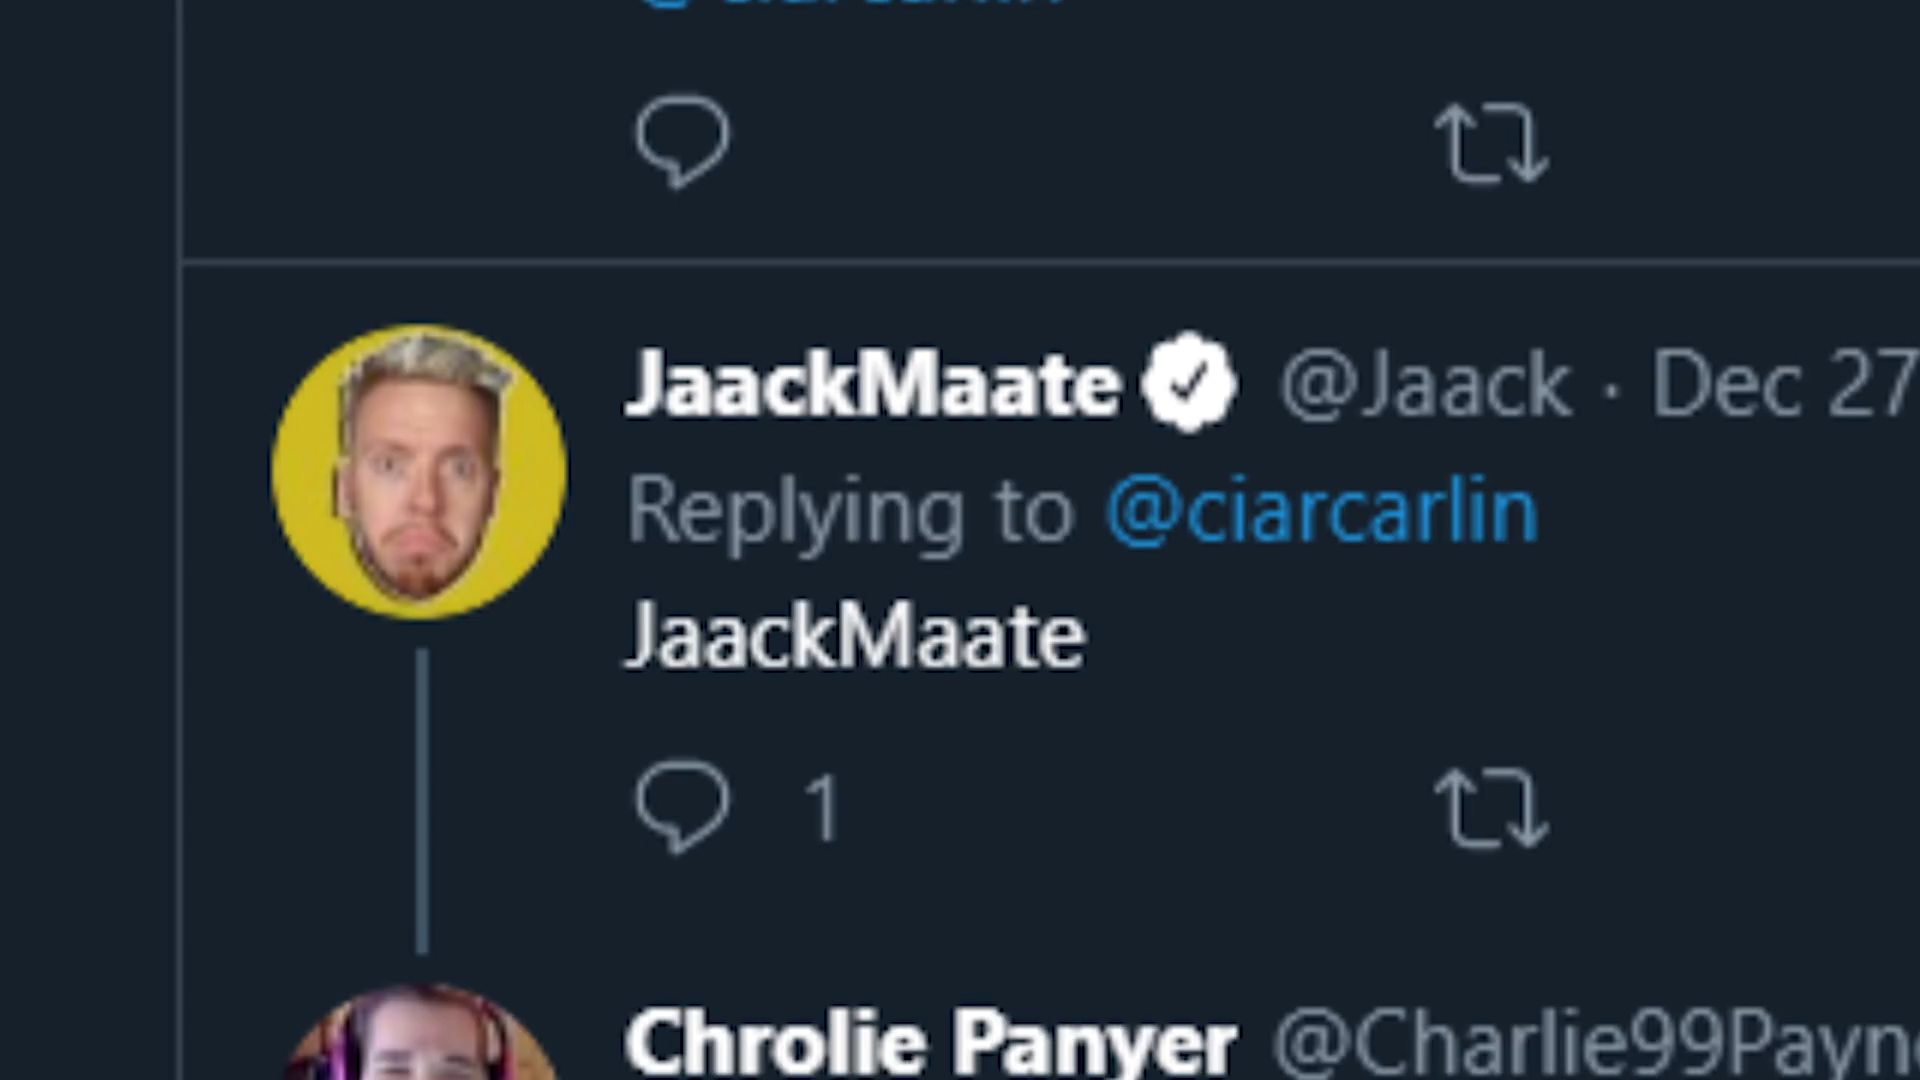 JaackMaate @Jaack · Dec 27
Replying to @ciarcarlin
JaackMaate
1
Chrolie Panyer @Charlie99Payn